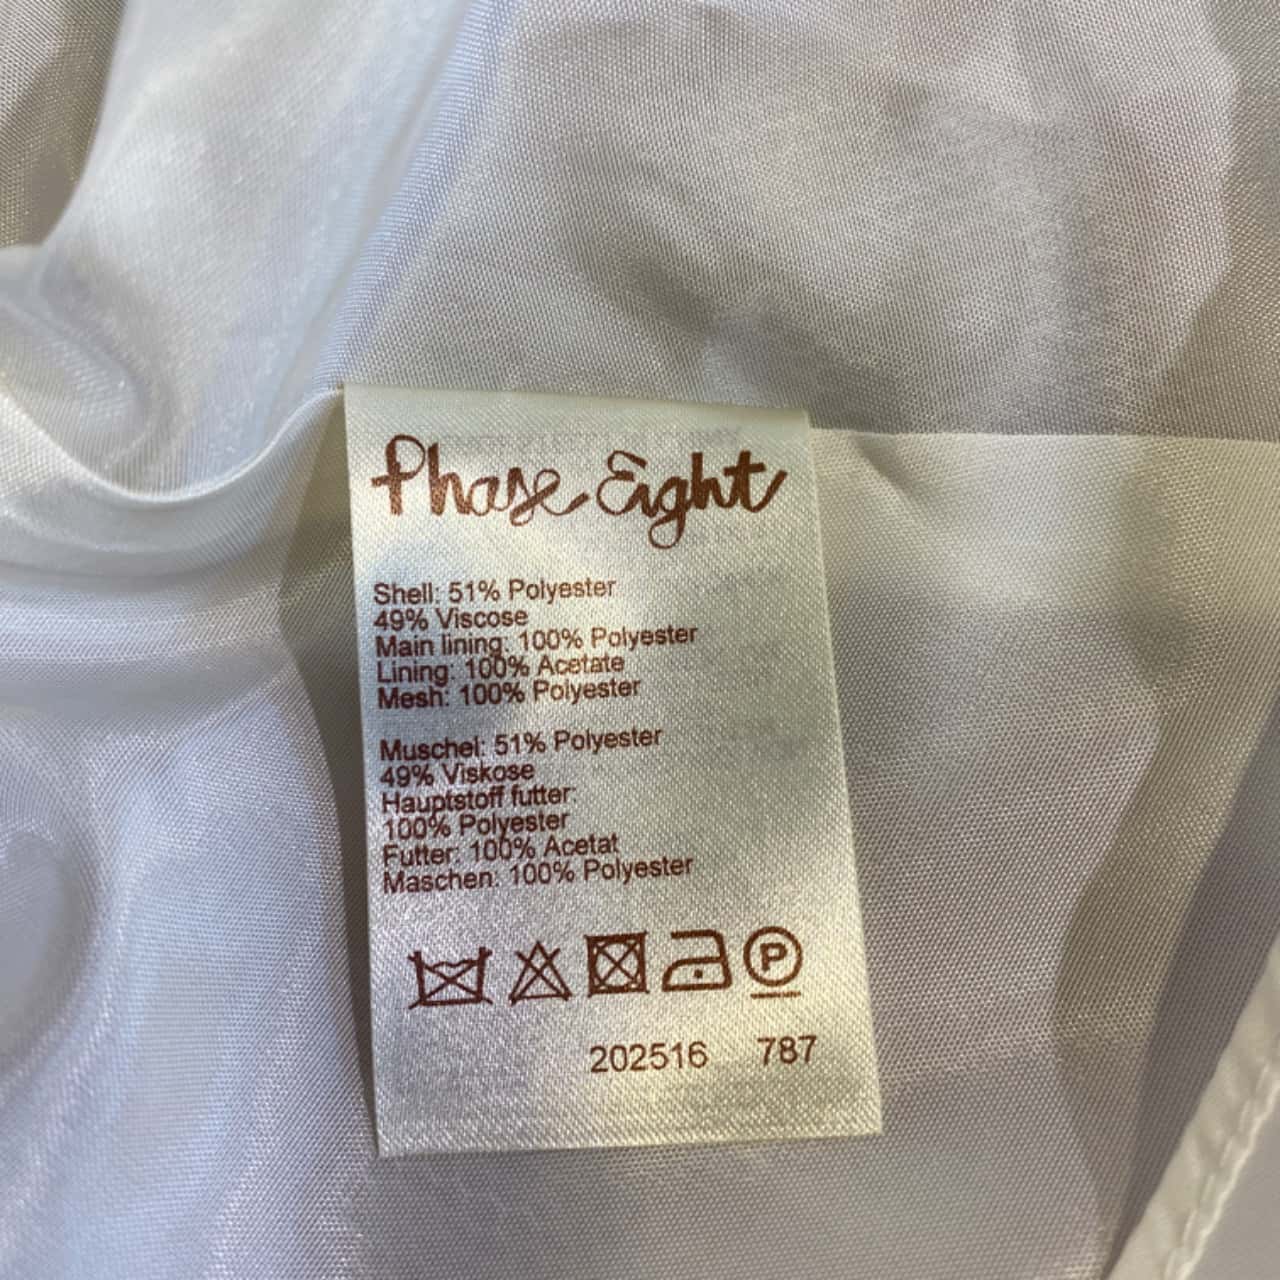 Phase Eight
Shell: 51% Polyester
49% Viscose
Main lining: 100% Polyester
Lining: 100% Acetate
Mesh: 100% Polyester
Muschel: 51% Polyester
49% Viskose
Hauptstoff futter:
100% Polyester
Futter: 100% Acetat
Maschen: 100% Polyester
P
202516 787